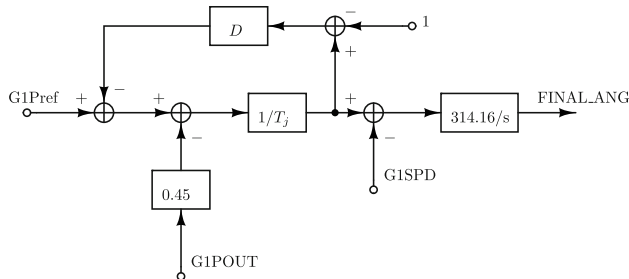 1
−
D
+
−
G1Pref
+
+
+
FINAL_ANG
1/T_j
314.16/s
−
−
0.45
G1SPD
G1POUT